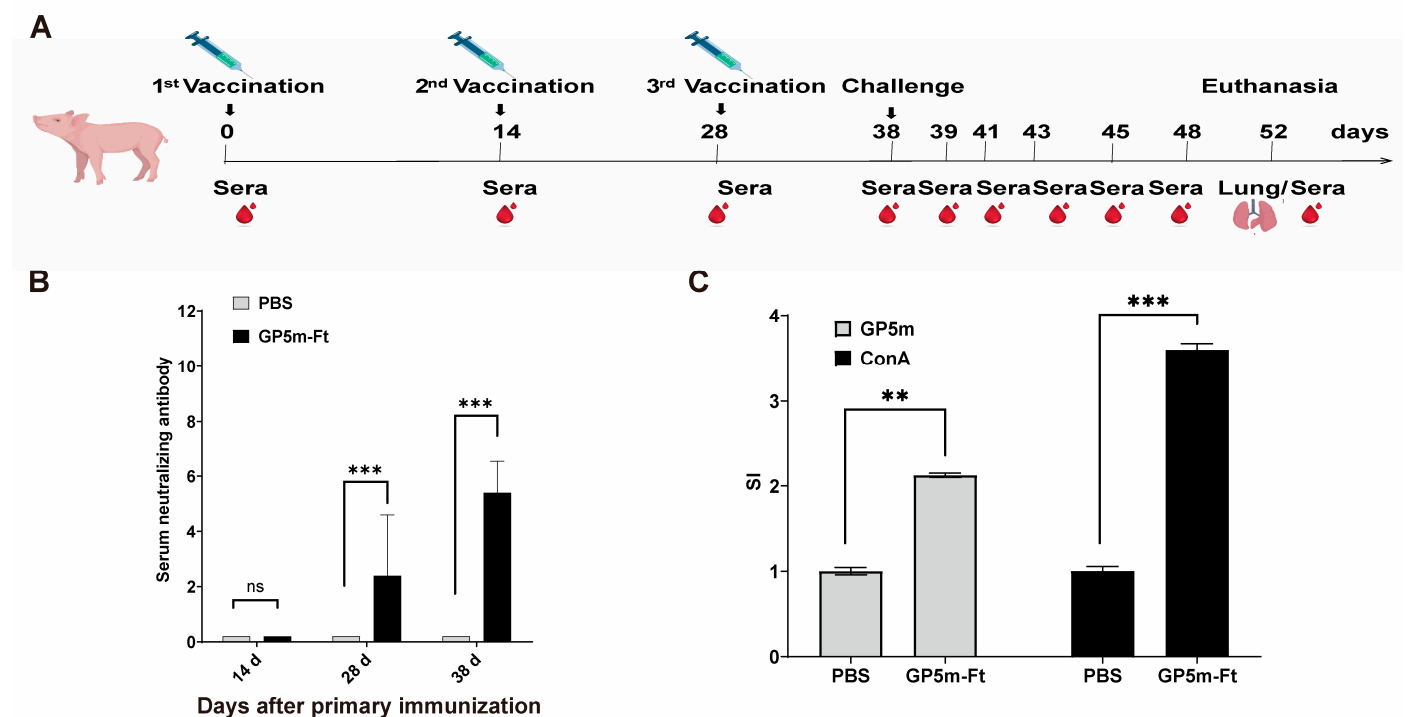 A
1st Vaccination 2nd Vaccination 3rd Vaccination Challenge Euthanasia
0 14 28 38 39 41 43 45 48 52 days
Sera Sera Sera Sera Sera Sera Sera Sera Sera Lung/ Sera
B
PBS
GP5m-Ft
Serum neutralizing antibody
12
10
8
6
4
2
0
ns
***
***
14 d 28 d 38 d
Days after primary immunization
C
GP5m
ConA
SI
4
3
2
1
0
**
***
PBS GP5m-Ft PBS GP5m-Ft